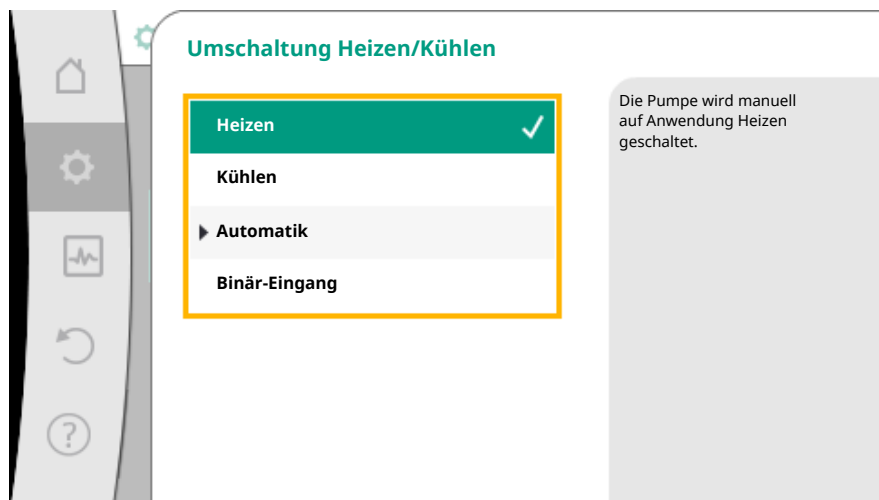 Umschaltung Heizen/Kühlen
Heizen
Kühlen
Automatik
Binär-Eingang
Die Pumpe wird manuell
auf Anwendung Heizen
geschaltet.
?